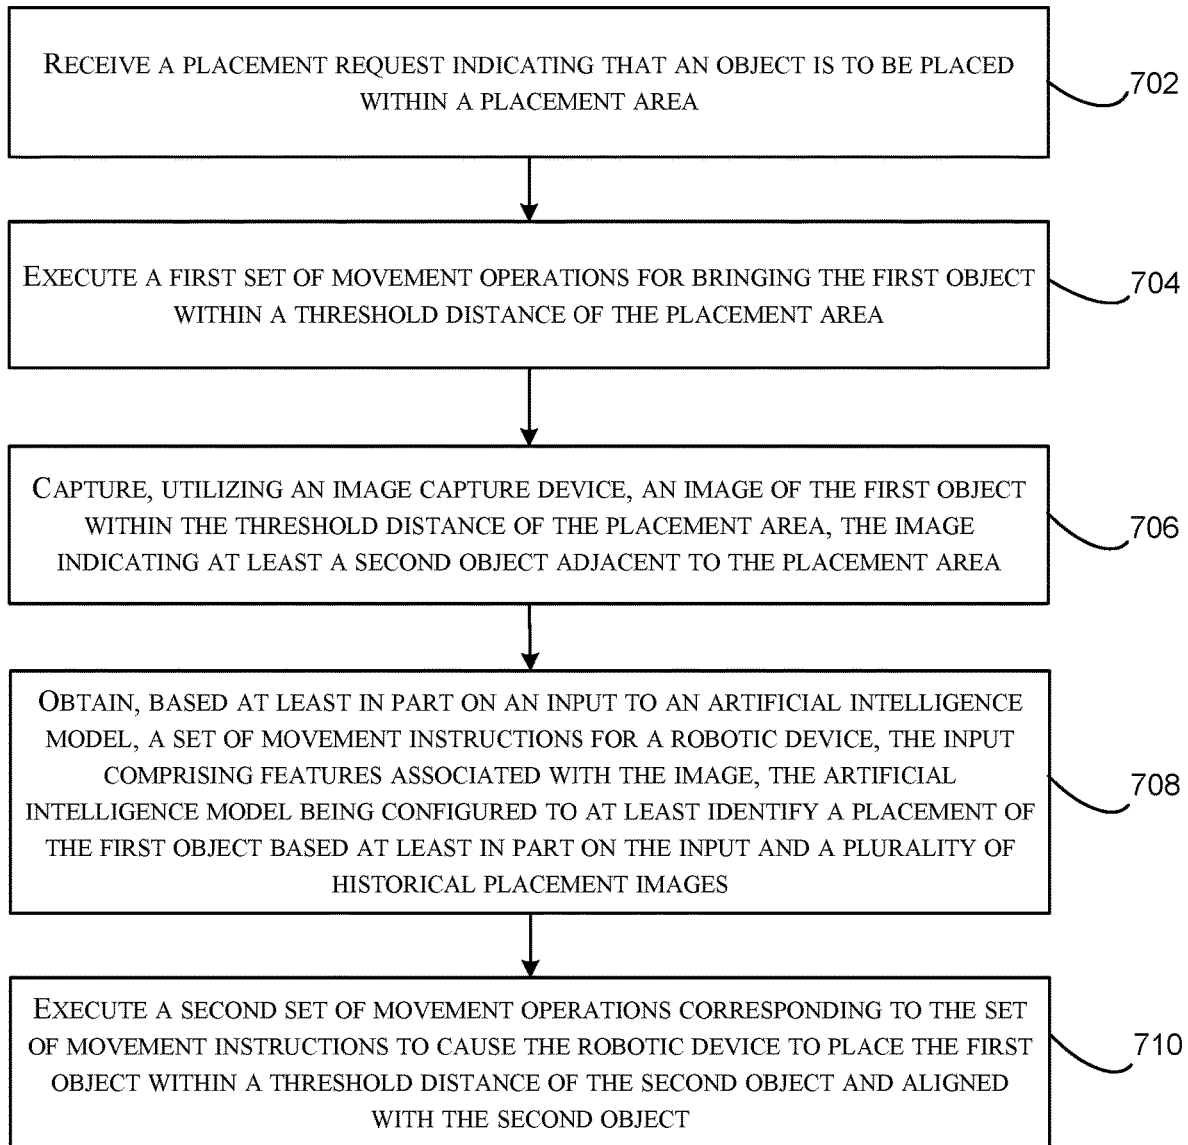 RECEIVE A PLACEMENT REQUEST INDICATING THAT AN OBJECT IS TO BE PLACED
WITHIN A PLACEMENT AREA
702
EXECUTE A FIRST SET OF MOVEMENT OPERATIONS FOR BRINGING THE FIRST OBJECT
WITHIN A THRESHOLD DISTANCE OF THE PLACEMENT AREA
704
CAPTURE, UTILIZING AN IMAGE CAPTURE DEVICE, AN IMAGE OF THE FIRST OBJECT
WITHIN THE THRESHOLD DISTANCE OF THE PLACEMENT AREA, THE IMAGE
INDICATING AT LEAST A SECOND OBJECT ADJACENT TO THE PLACEMENT AREA
706
OBTAIN, BASED AT LEAST IN PART ON AN INPUT TO AN ARTIFICIAL INTELLIGENCE
MODEL, A SET OF MOVEMENT INSTRUCTIONS FOR A ROBOTIC DEVICE, THE INPUT
COMPRISING FEATURES ASSOCIATED WITH THE IMAGE, THE ARTIFICIAL
INTELLIGENCE MODEL BEING CONFIGURED TO AT LEAST IDENTIFY A PLACEMENT OF
THE FIRST OBJECT BASED AT LEAST IN PART ON THE INPUT AND A PLURALITY OF
HISTORICAL PLACEMENT IMAGES
708
EXECUTE A SECOND SET OF MOVEMENT OPERATIONS CORRESPONDING TO THE SET
OF MOVEMENT INSTRUCTIONS TO CAUSE THE ROBOTIC DEVICE TO PLACE THE FIRST
OBJECT WITHIN A THRESHOLD DISTANCE OF THE SECOND OBJECT AND ALIGNED
WITH THE SECOND OBJECT
710